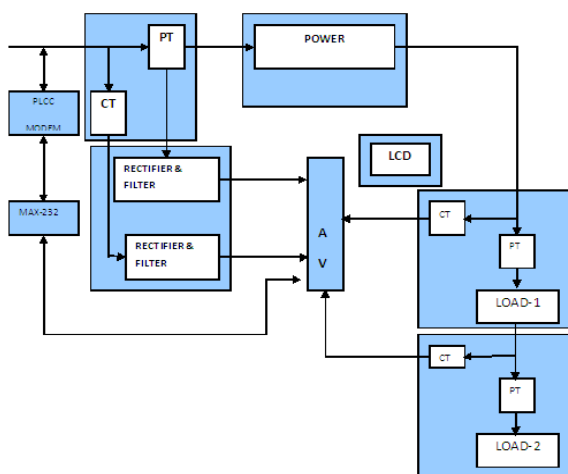 PT
POWER
PLCC
MODEM
CT
LCD
RECTIFIER &
FILTER
MAX-232
A
V
CT
RECTIFIER &
FILTER
PT
LOAD-1
CT
PT
LOAD-2